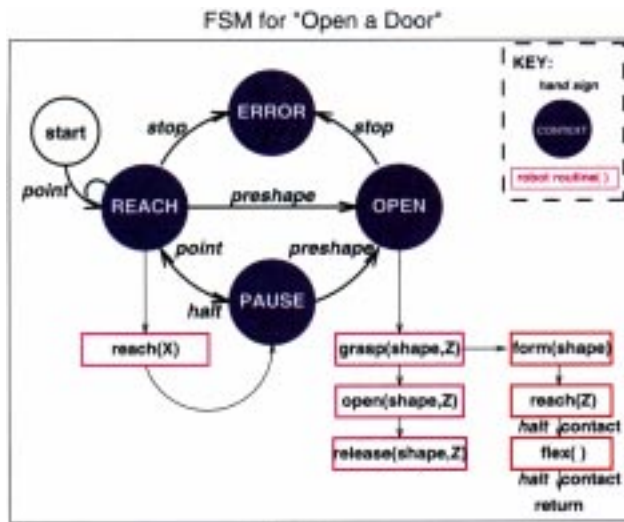 FSM for "Open a Door"
KEY:
hand sign
CONTEXT
robot routine( )
start
ERROR
stop
stop
point
REACH
preshape
OPEN
point
preshape
halt
PAUSE
reach(X)
grasp(shape,Z)
form(shape)
open(shape,Z)
reach(Z)
halt contact
release(shape,Z)
flex( )
halt contact
return